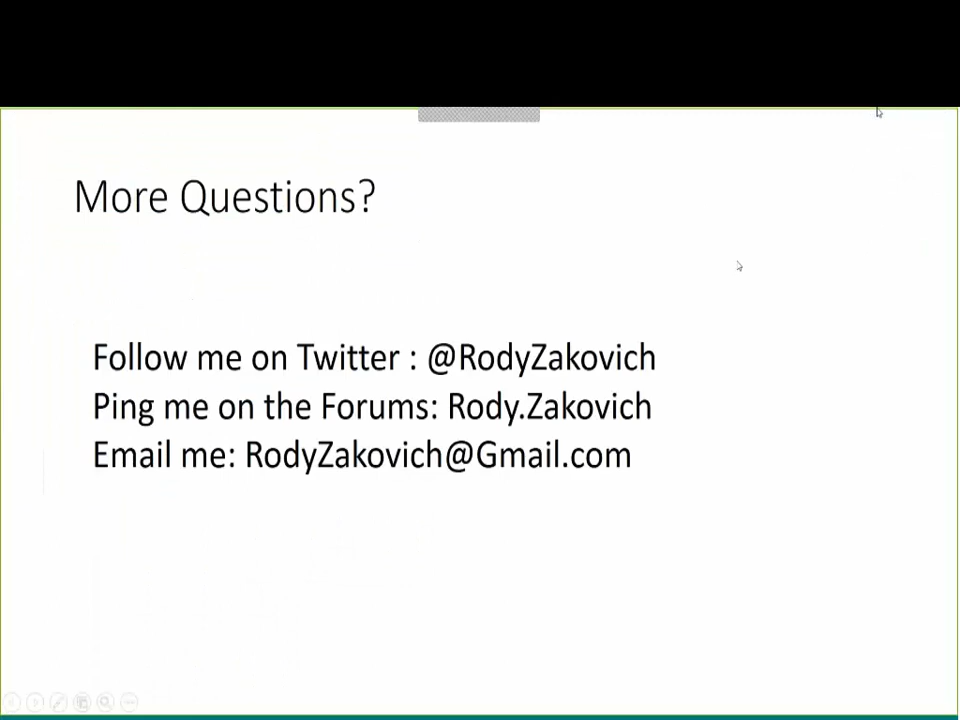 More Questions?
Follow me on Twitter : @RodyZakovich
Ping me on the Forums: Rody.Zakovich
Email me: RodyZakovich@Gmail.com